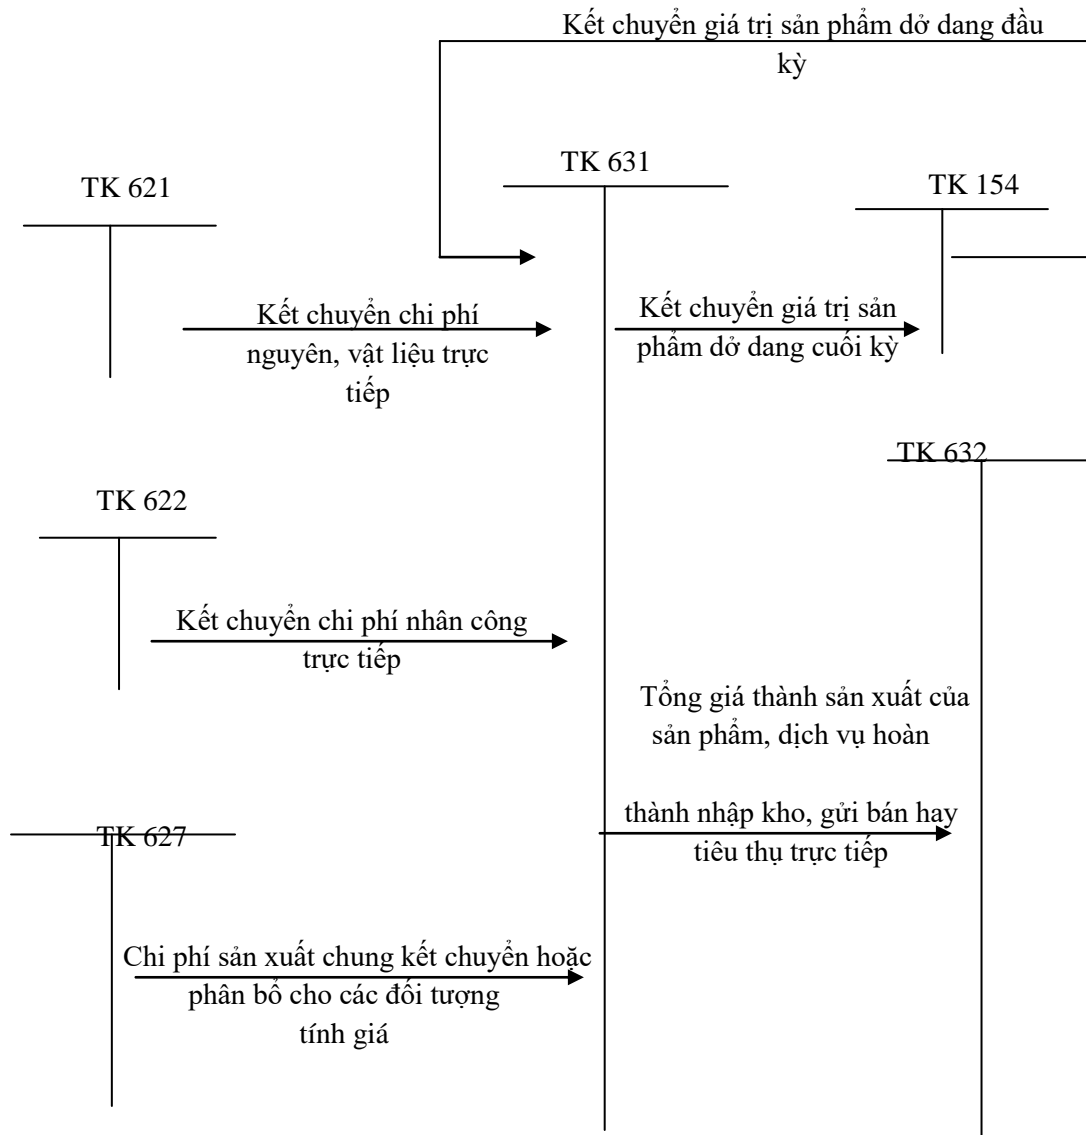 Kết chuyển giá trị sản phẩm dở dang đầu
kỳ
TK 631
TK 621
TK 154
Kết chuyển chi phí
nguyên, vật liệu trực
tiếp
Kết chuyển giá trị sản
phẩm dở dang cuối kỳ
TK 632
TK 622
Kết chuyển chi phí nhân công
trực tiếp
Tổng giá thành sản xuất của
sản phẩm, dịch vụ hoàn
thành nhập kho, gửi bán hay
tiêu thụ trực tiếp
TK 627
Chi phí sản xuất chung kết chuyển hoặc
phân bổ cho các đối tượng
tính giá